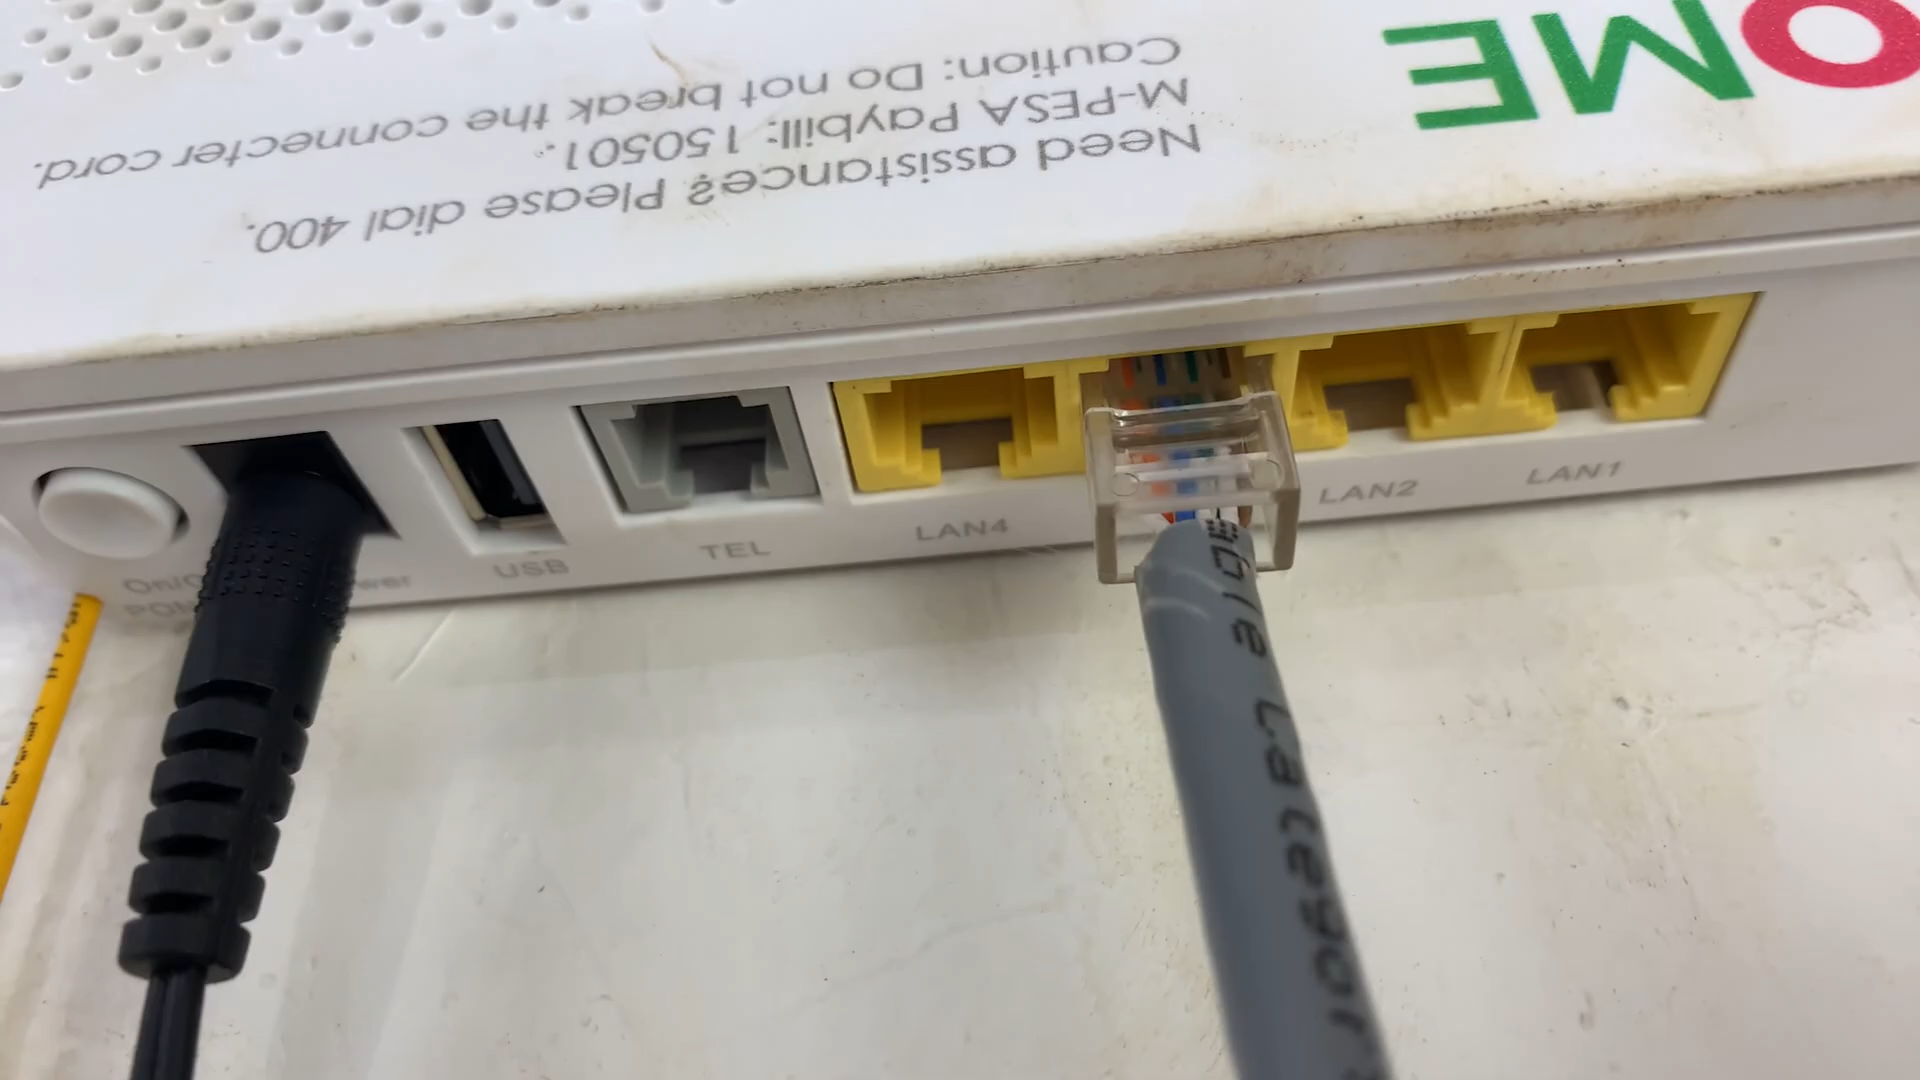 OME
Need assistance? Please dial 400.
M-PESA Paybill: 150501.
Caution: Do not break the connecter cord.
USB
TEL
LAN4
LAN2
LAN1